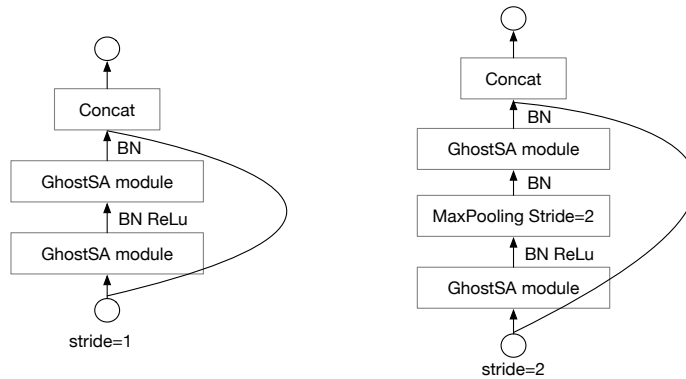 Concat
BN
GhostSA module
BN ReLu
GhostSA module
stride=1
Concat
BN
GhostSA module
BN
MaxPooling Stride=2
BN ReLu
GhostSA module
stride=2